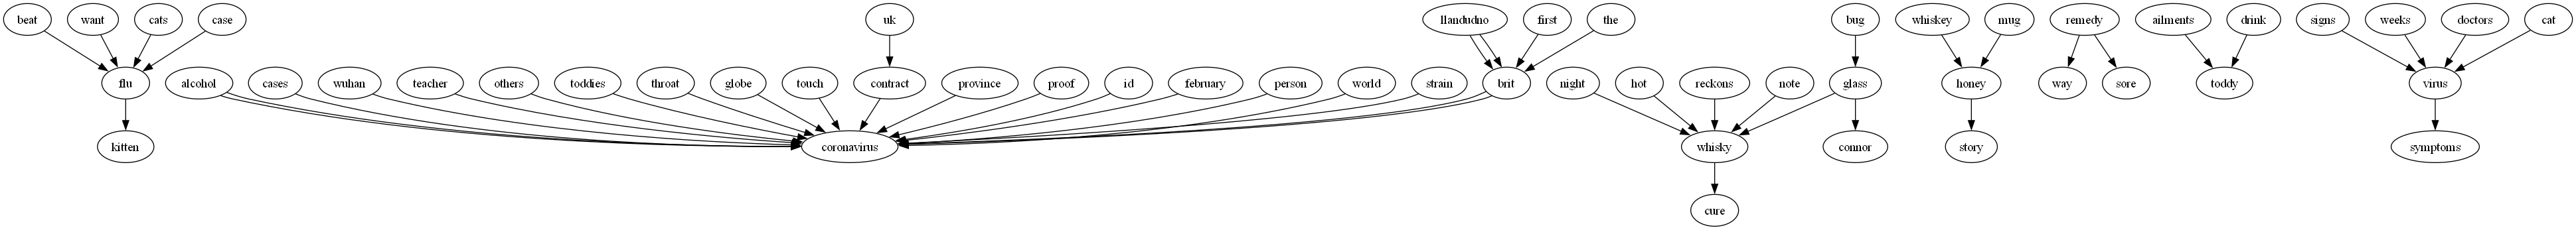 beat want cats case uk llandudno first the bug whiskey mug remedy ailments drink signs weeks doctors cat
flu alcohol cases wuhan teacher others toddies throat globe touch contract province proof id february person world strain brit night hot reckons note glass honey way sore toddy virus
kitten coronavirus whisky connor story symptoms
cure